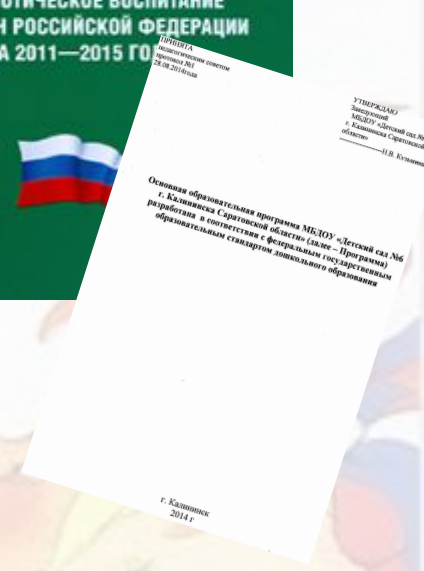 ОТИЧЕСКОЕ ВОСПИТАНИЕ
Н РОССИЙСКОЙ ФЕДЕРАЦИИ
А 2011—2015 ГО
ПРИНЯТА
педагогическим советом
протокол №1
28.08.2014года
УТВЕРЖДАЮ
Заведующий
МБДОУ «Детский сад №6
г. Калининска Саратовской
области»
Н.В. Кузьмина
Основная образовательная программа МБДОУ «Детский сад №6
г. Калининска Саратовской области» (далее – Программа)
разработана в соответствии с федеральным государственным
образовательным стандартом дошкольного образования
г. Калининск
2014 г